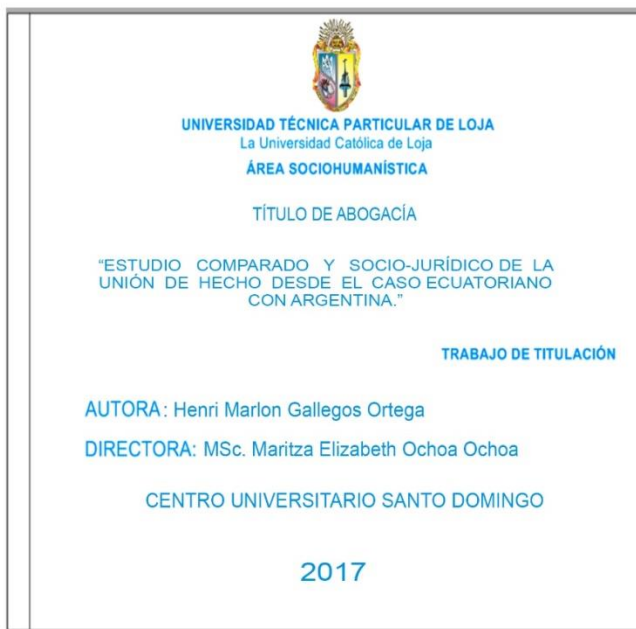 UNIVERSIDAD TÉCNICA PARTICULAR DE LOJA
La Universidad Católica de Loja
ÁREA SOCIOHUMANÍSTICA
TÍTULO DE ABOGACÍA
“ESTUDIO COMPARADO Y SOCIO-JURÍDICO DE LA
UNIÓN DE HECHO DESDE EL CASO ECUATORIANO
CON ARGENTINA.”
TRABAJO DE TITULACIÓN
AUTORA: Henri Marlon Gallegos Ortega
DIRECTORA: MSc. Maritza Elizabeth Ochoa Ochoa
CENTRO UNIVERSITARIO SANTO DOMINGO
2017